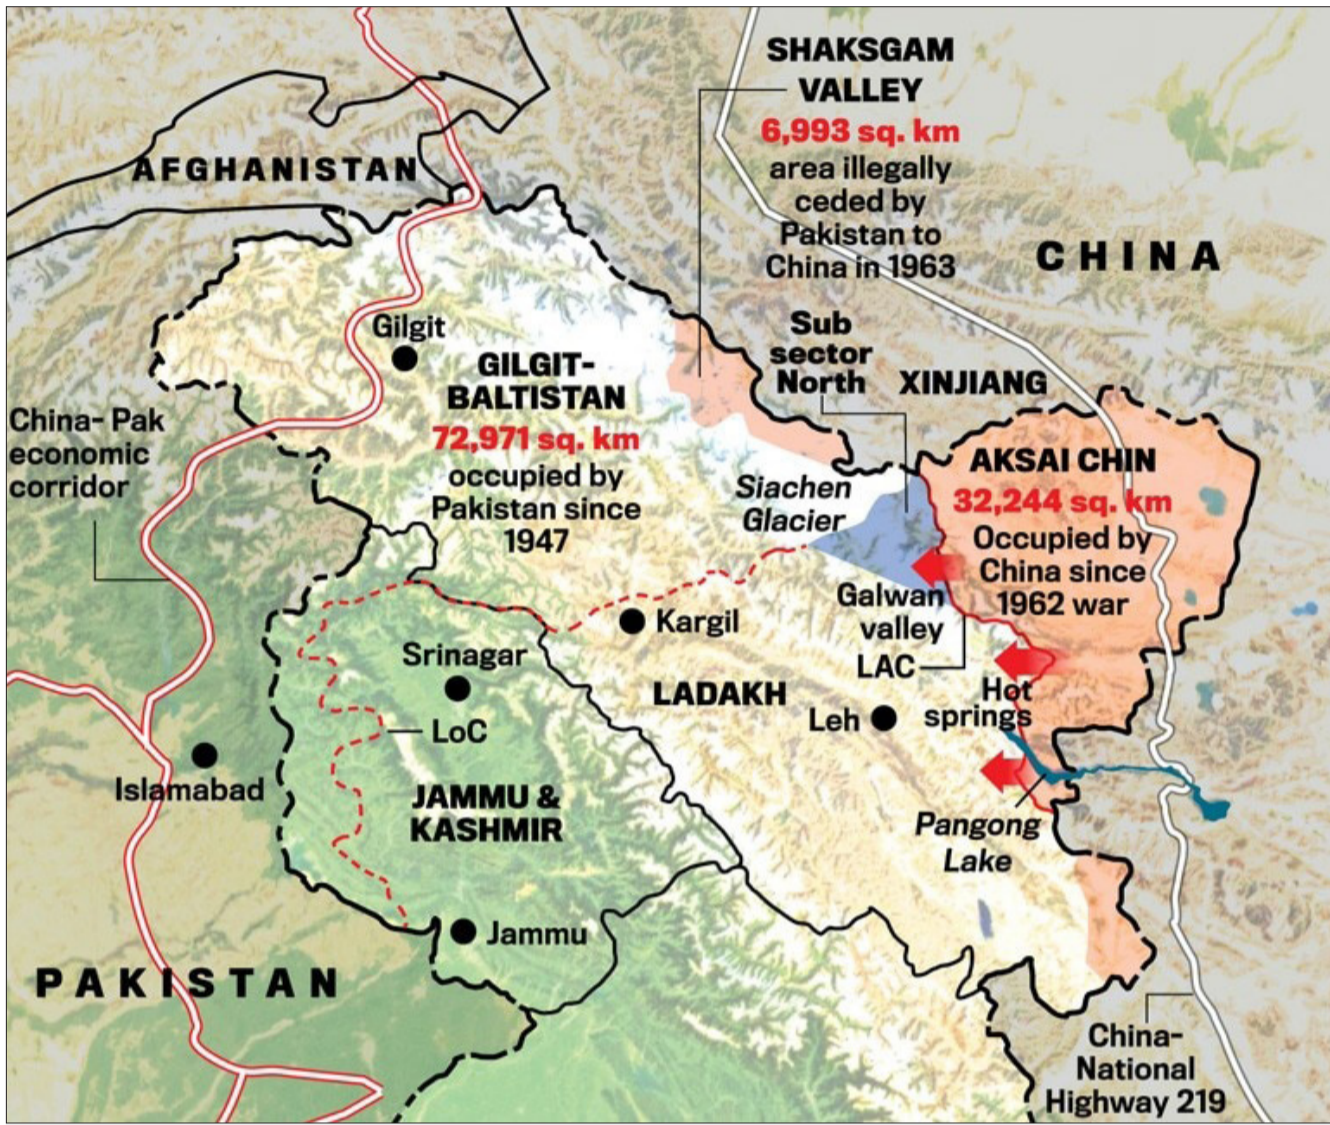 SHAKSGAM
VALLEY
6,993 sq. km
area illegally
ceded by
Pakistan to
China in 1963
AFGHANISTAN
CHINA
Gilgit
GILGIT-
BALTISTAN
72,971 sq. km
occupied by
Pakistan since
1947
Sub
sector
North
XINJIANG
China- Pak
economic
corridor
AKSAI CHIN
32,244 sq. km
Occupied by
China since
1962 war
Siachen
Glacier
Galwan
valley
LAC
Kargil
Srinagar
LADAKH
Hot
springs
Leh
LoC
Islamabad
JAMMU &
KASHMIR
Pangong
Lake
Jammu
PAKISTAN
China-
National
Highway 219